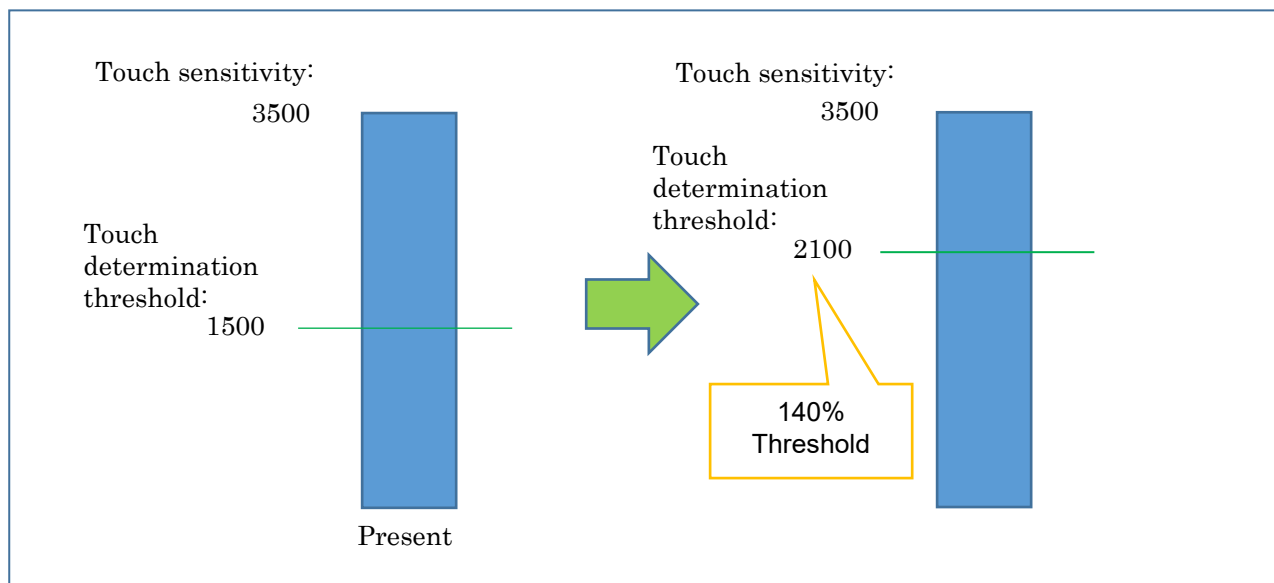 Touch sensitivity:
3500
Touch
determination
threshold:
1500
Present
Touch sensitivity:
3500
Touch
determination
threshold:
2100
140%
Threshold